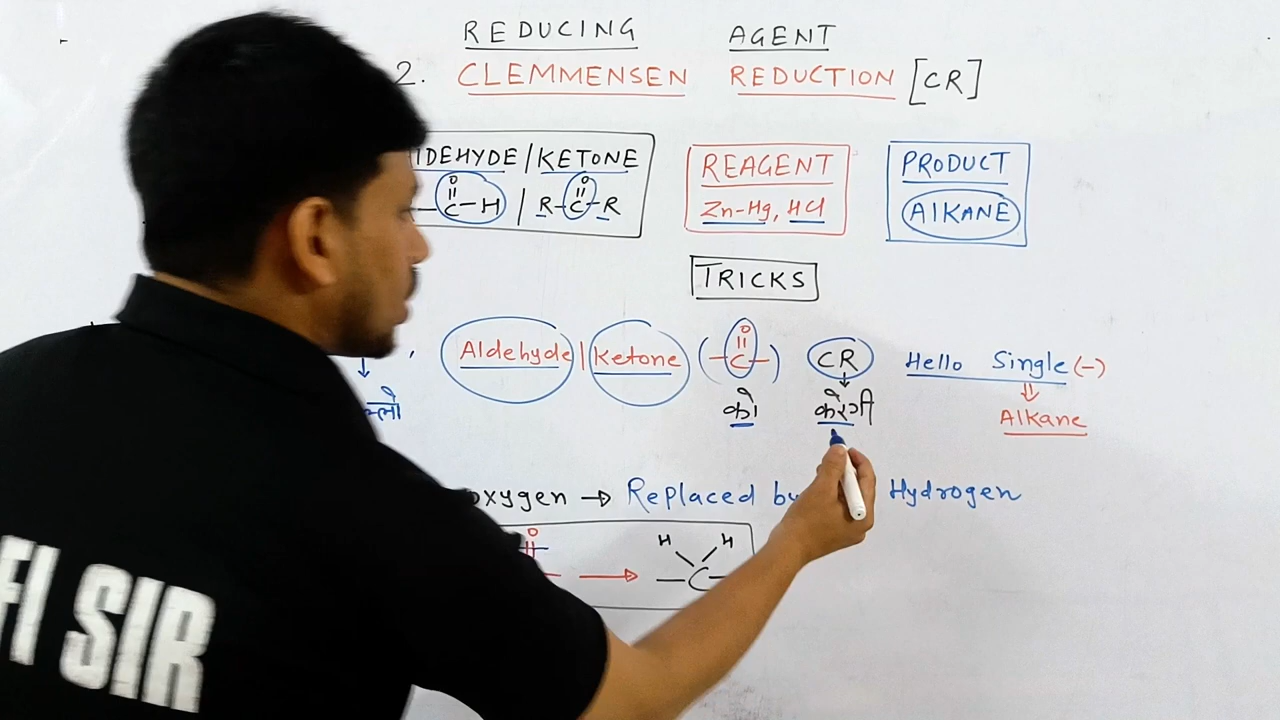 REDUCING AGENT
2. CLEMMENSEN REDUCTION [CR]
IDEHYDE / KETONE
O O
-C-H / R-C-R
REAGENT
Zn-Hg, HCl
PRODUCT
AlKANE
TRICKS
Aldehyde / Ketone (-C-) CR Hello Single (-)
O
को करेगी Alkane
oxygen → Replaced by Hydrogen
O H H
C
FI SIR